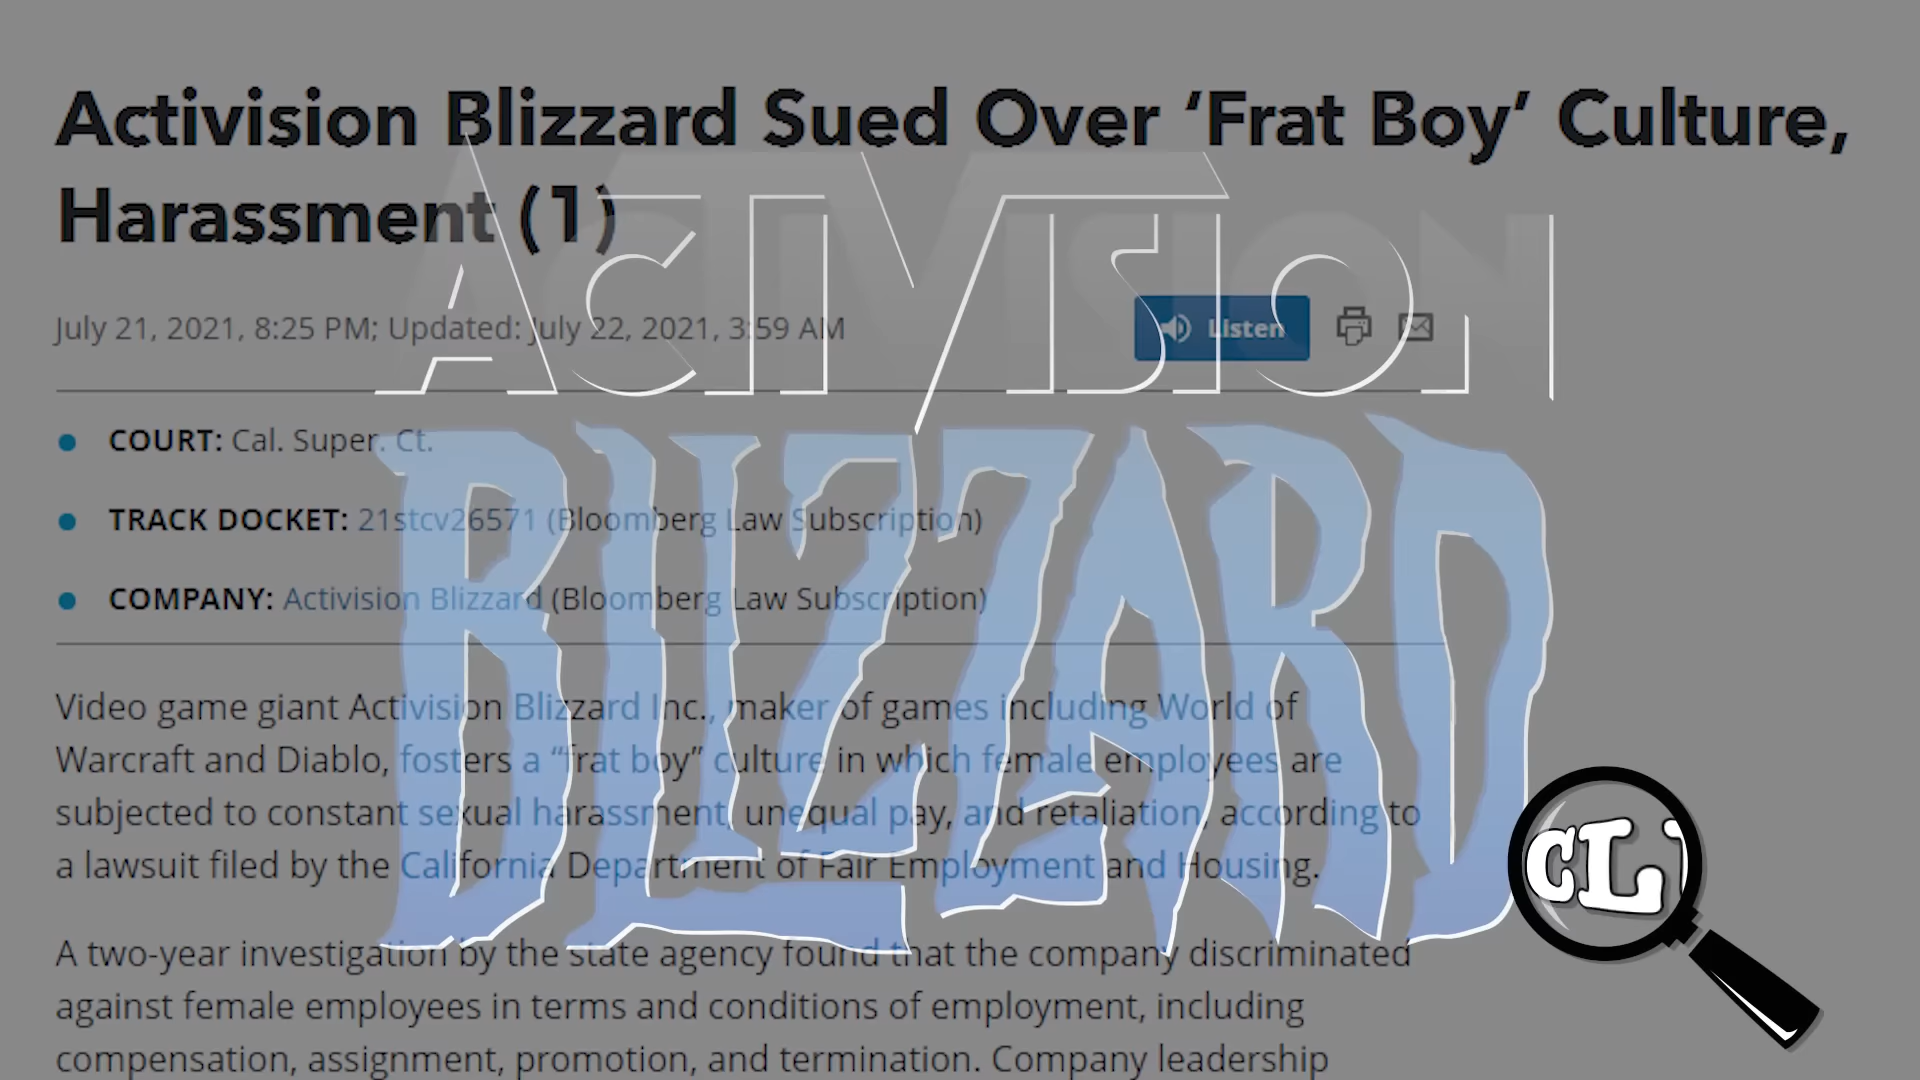 Activision Blizzard Sued Over ‘Frat Boy’ Culture,
Harassment (1)
July 21, 2021, 8:25 PM; Updated: July 22, 2021, 3:59 AM
Listen
ACTIVISION
BLIZZARD
COURT: Cal. Super. Ct.
TRACK DOCKET: 21stcv26571 (Bloomberg Law Subscription)
COMPANY: Activision Blizzard (Bloomberg Law Subscription)
Video game giant Activision Blizzard Inc., maker of games including World of
Warcraft and Diablo, fosters a “frat boy” culture in which female employees are
subjected to constant sexual harassment, unequal pay, and retaliation, according to
a lawsuit filed by the California Department of Fair Employment and Housing.
CL
A two-year investigation by the state agency found that the company discriminated
against female employees in terms and conditions of employment, including
compensation, assignment, promotion, and termination. Company leadership